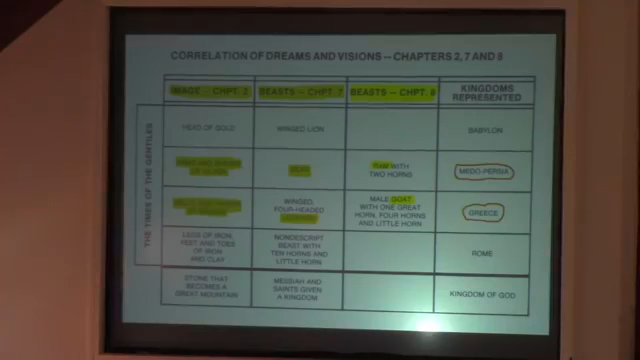 CORRELATION OF DREAMS AND VISIONS -- CHAPTERS 2, 7 AND 8
IMAGE -- CHPT. 2
BEASTS -- CHPT. 7
BEASTS -- CHPT. 8
KINGDOMS
REPRESENTED
THE TIMES OF THE GENTILES
HEAD OF GOLD
WINGED LION
BABYLON
OF SILVER
BEAR
RAM WITH
TWO HORNS
MEDO-PERSIA
WINGED,
FOUR-HEADED
LEOPARD
MALE GOAT
WITH ONE GREAT
HORN, FOUR HORNS
AND LITTLE HORN
GREECE
LEGS OF IRON,
FEET AND TOES
OF IRON
AND CLAY
NONDESCRIPT
BEAST WITH
TEN HORNS AND
LITTLE HORN
ROME
STONE THAT
BECOMES A
GREAT MOUNTAIN
MESSIAH AND
SAINTS GIVEN
A KINGDOM
KINGDOM OF GOD